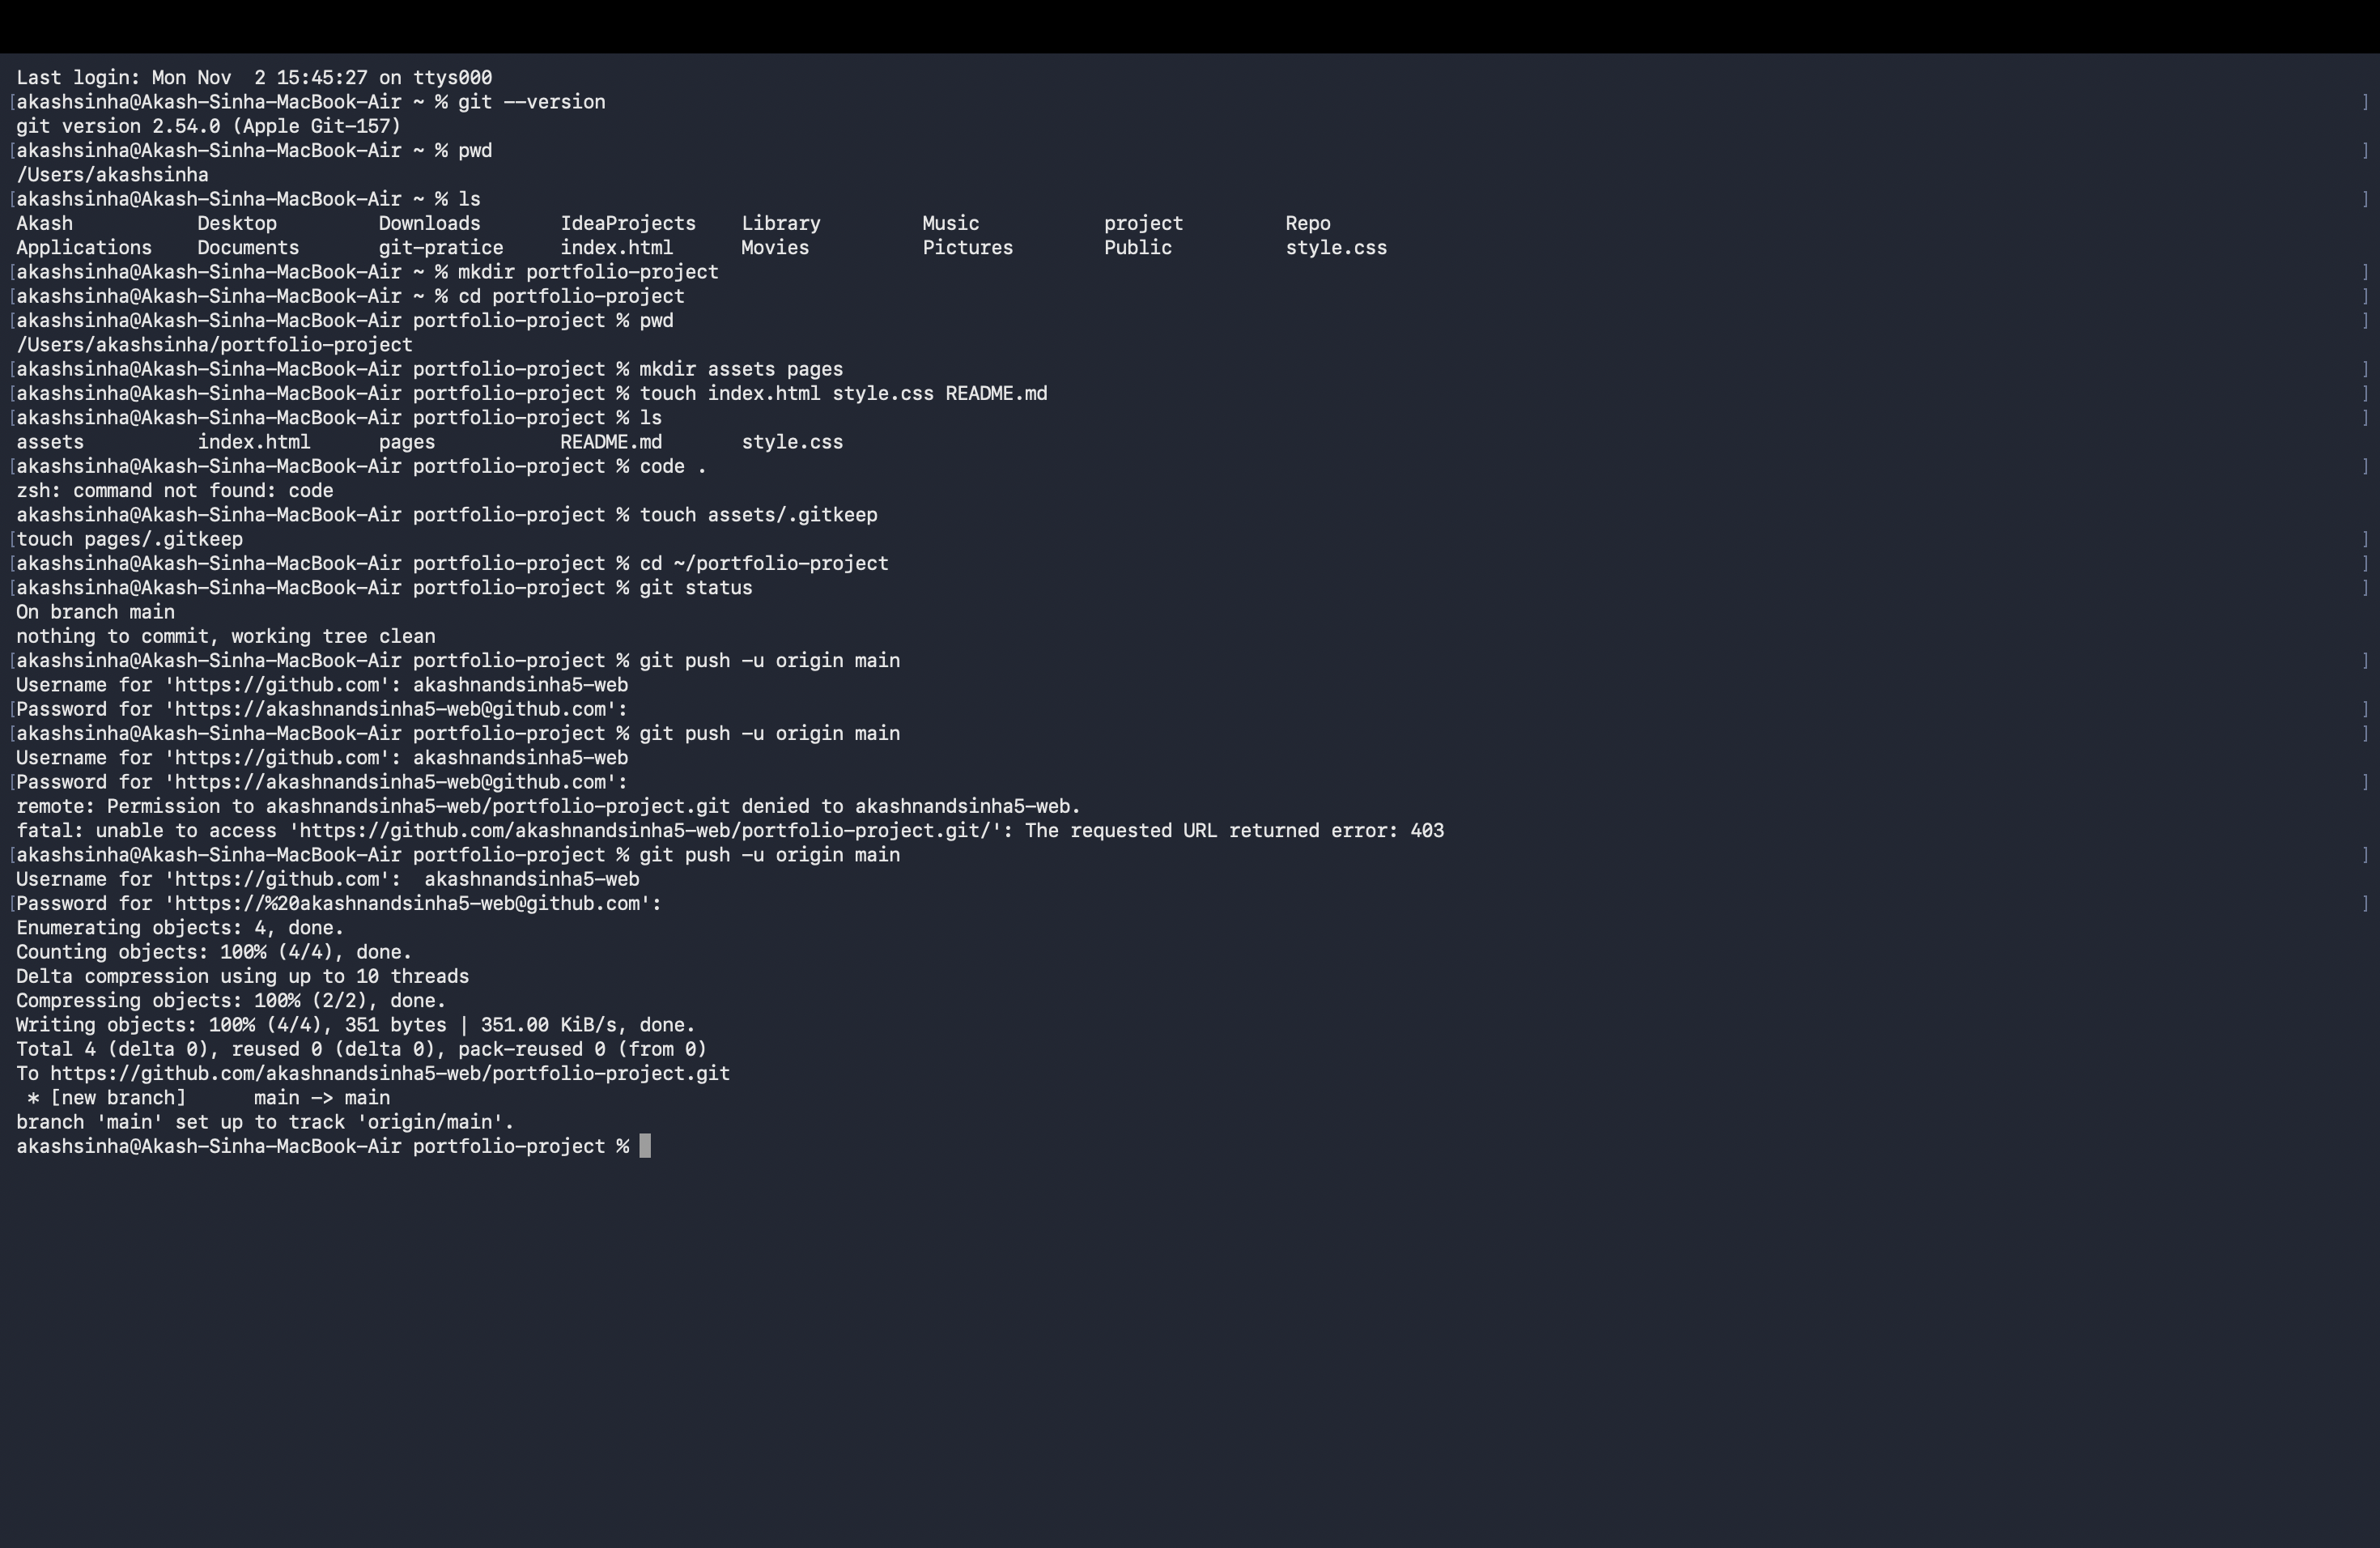 Last login: Mon Nov  2 15:45:27 on ttys000
[akashsinha@Akash-Sinha-MacBook-Air ~ % git --version ]
git version 2.54.0 (Apple Git-157)
[akashsinha@Akash-Sinha-MacBook-Air ~ % pwd ]
/Users/akashsinha
[akashsinha@Akash-Sinha-MacBook-Air ~ % ls ]
Akash           Desktop         Downloads       IdeaProjects    Library         Music           project         Repo
Applications    Documents       git-pratice     index.html      Movies          Pictures        Public          style.css
[akashsinha@Akash-Sinha-MacBook-Air ~ % mkdir portfolio-project ]
[akashsinha@Akash-Sinha-MacBook-Air ~ % cd portfolio-project ]
[akashsinha@Akash-Sinha-MacBook-Air portfolio-project % pwd ]
/Users/akashsinha/portfolio-project
[akashsinha@Akash-Sinha-MacBook-Air portfolio-project % mkdir assets pages ]
[akashsinha@Akash-Sinha-MacBook-Air portfolio-project % touch index.html style.css README.md ]
[akashsinha@Akash-Sinha-MacBook-Air portfolio-project % ls ]
assets          index.html      pages           README.md       style.css
[akashsinha@Akash-Sinha-MacBook-Air portfolio-project % code . ]
zsh: command not found: code
akashsinha@Akash-Sinha-MacBook-Air portfolio-project % touch assets/.gitkeep
[touch pages/.gitkeep ]
[akashsinha@Akash-Sinha-MacBook-Air portfolio-project % cd ~/portfolio-project ]
[akashsinha@Akash-Sinha-MacBook-Air portfolio-project % git status ]
On branch main
nothing to commit, working tree clean
[akashsinha@Akash-Sinha-MacBook-Air portfolio-project % git push -u origin main ]
Username for 'https://github.com': akashnandsinha5-web
[Password for 'https://akashnandsinha5-web@github.com': ]
[akashsinha@Akash-Sinha-MacBook-Air portfolio-project % git push -u origin main ]
Username for 'https://github.com': akashnandsinha5-web
[Password for 'https://akashnandsinha5-web@github.com': ]
remote: Permission to akashnandsinha5-web/portfolio-project.git denied to akashnandsinha5-web.
fatal: unable to access 'https://github.com/akashnandsinha5-web/portfolio-project.git/': The requested URL returned error: 403
[akashsinha@Akash-Sinha-MacBook-Air portfolio-project % git push -u origin main ]
Username for 'https://github.com':  akashnandsinha5-web
[Password for 'https://%20akashnandsinha5-web@github.com': ]
Enumerating objects: 4, done.
Counting objects: 100% (4/4), done.
Delta compression using up to 10 threads
Compressing objects: 100% (2/2), done.
Writing objects: 100% (4/4), 351 bytes | 351.00 KiB/s, done.
Total 4 (delta 0), reused 0 (delta 0), pack-reused 0 (from 0)
To https://github.com/akashnandsinha5-web/portfolio-project.git
 * [new branch]      main -> main
branch 'main' set up to track 'origin/main'.
akashsinha@Akash-Sinha-MacBook-Air portfolio-project %